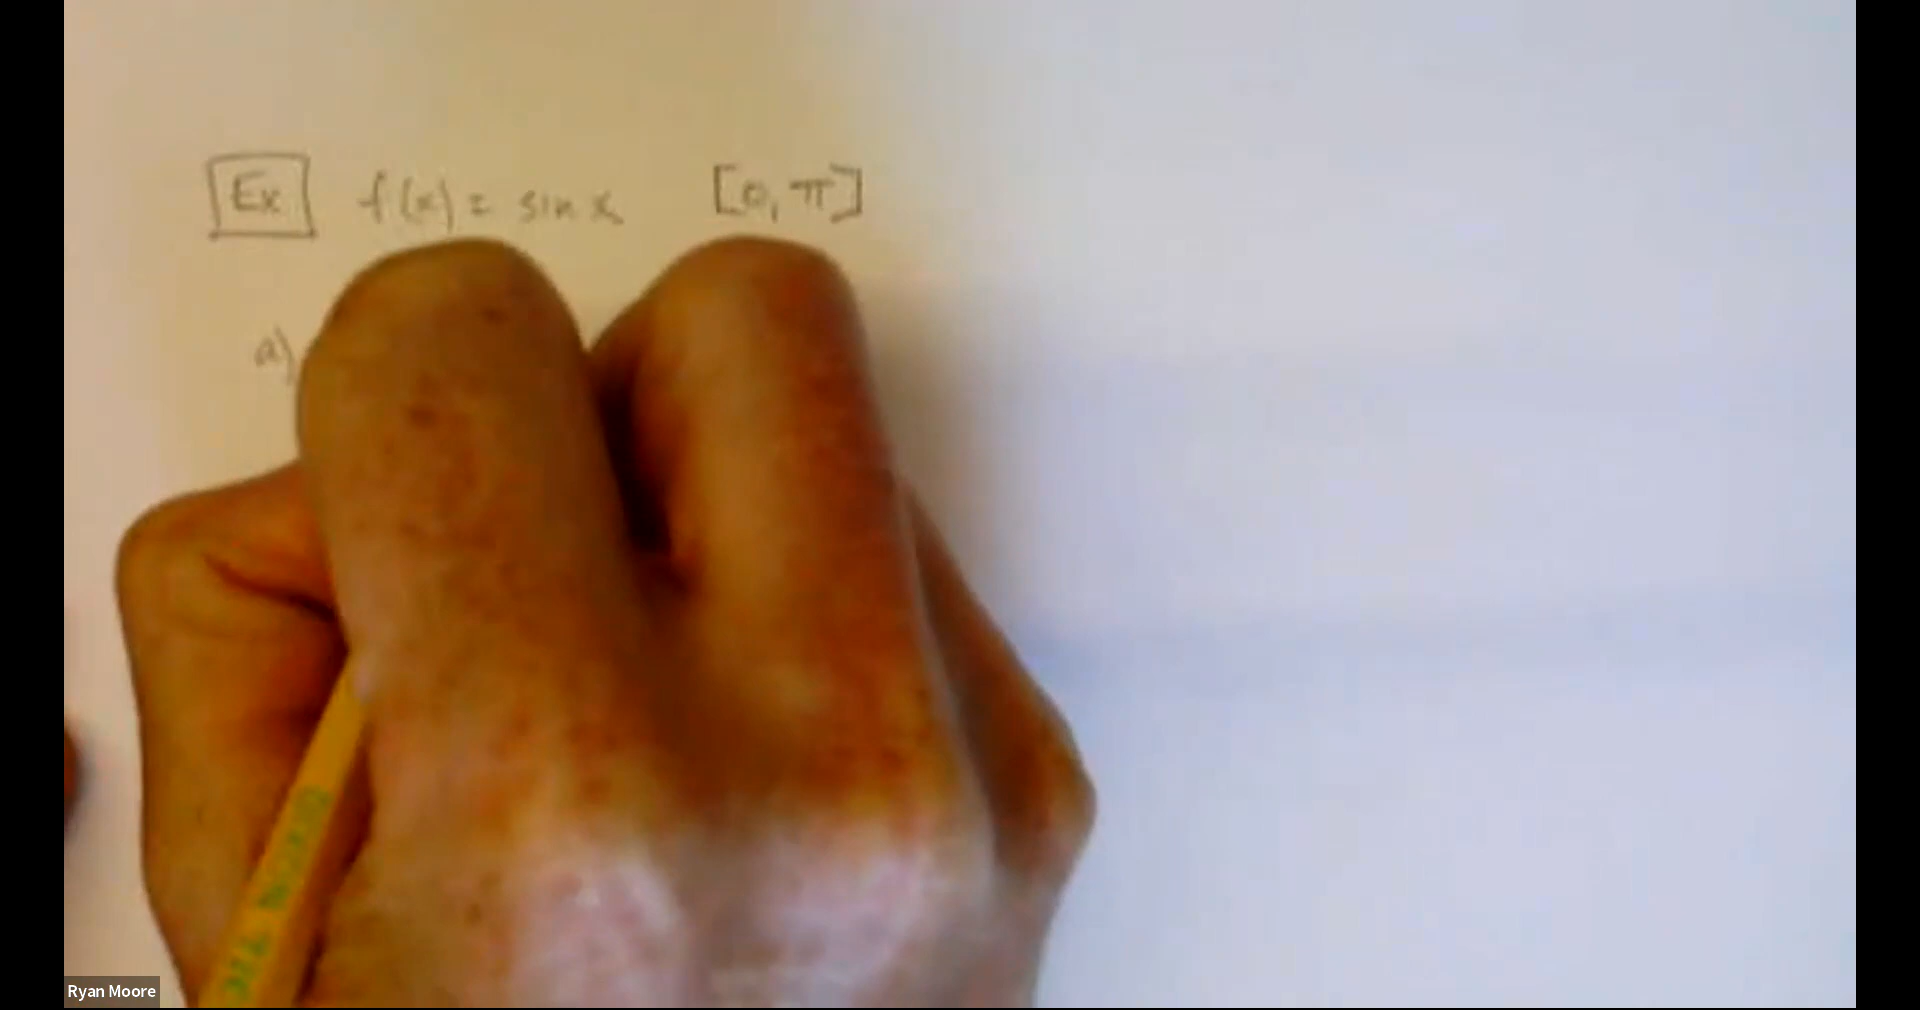 Ex f(x) = sin x [0, π]
a)
Ryan Moore